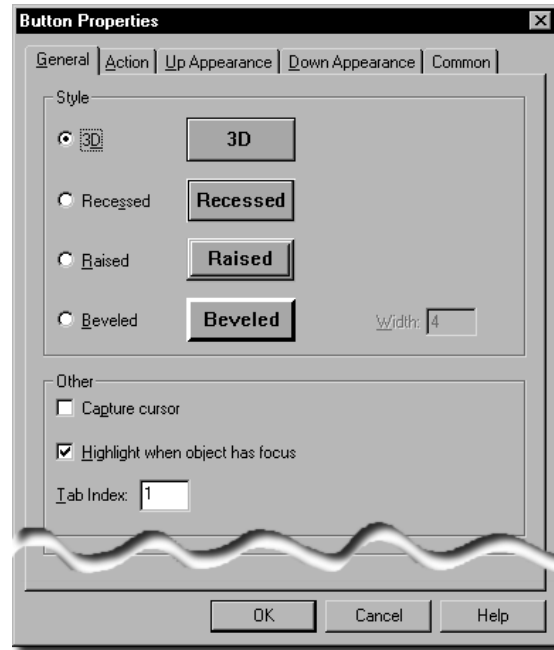 Button Properties
General Action Up Appearance Down Appearance Common
Style
3D 3D
Recessed Recessed
Raised Raised
Beveled Beveled Width: 4
Other
Capture cursor
Highlight when object has focus
Tab Index: 1
OK Cancel Help